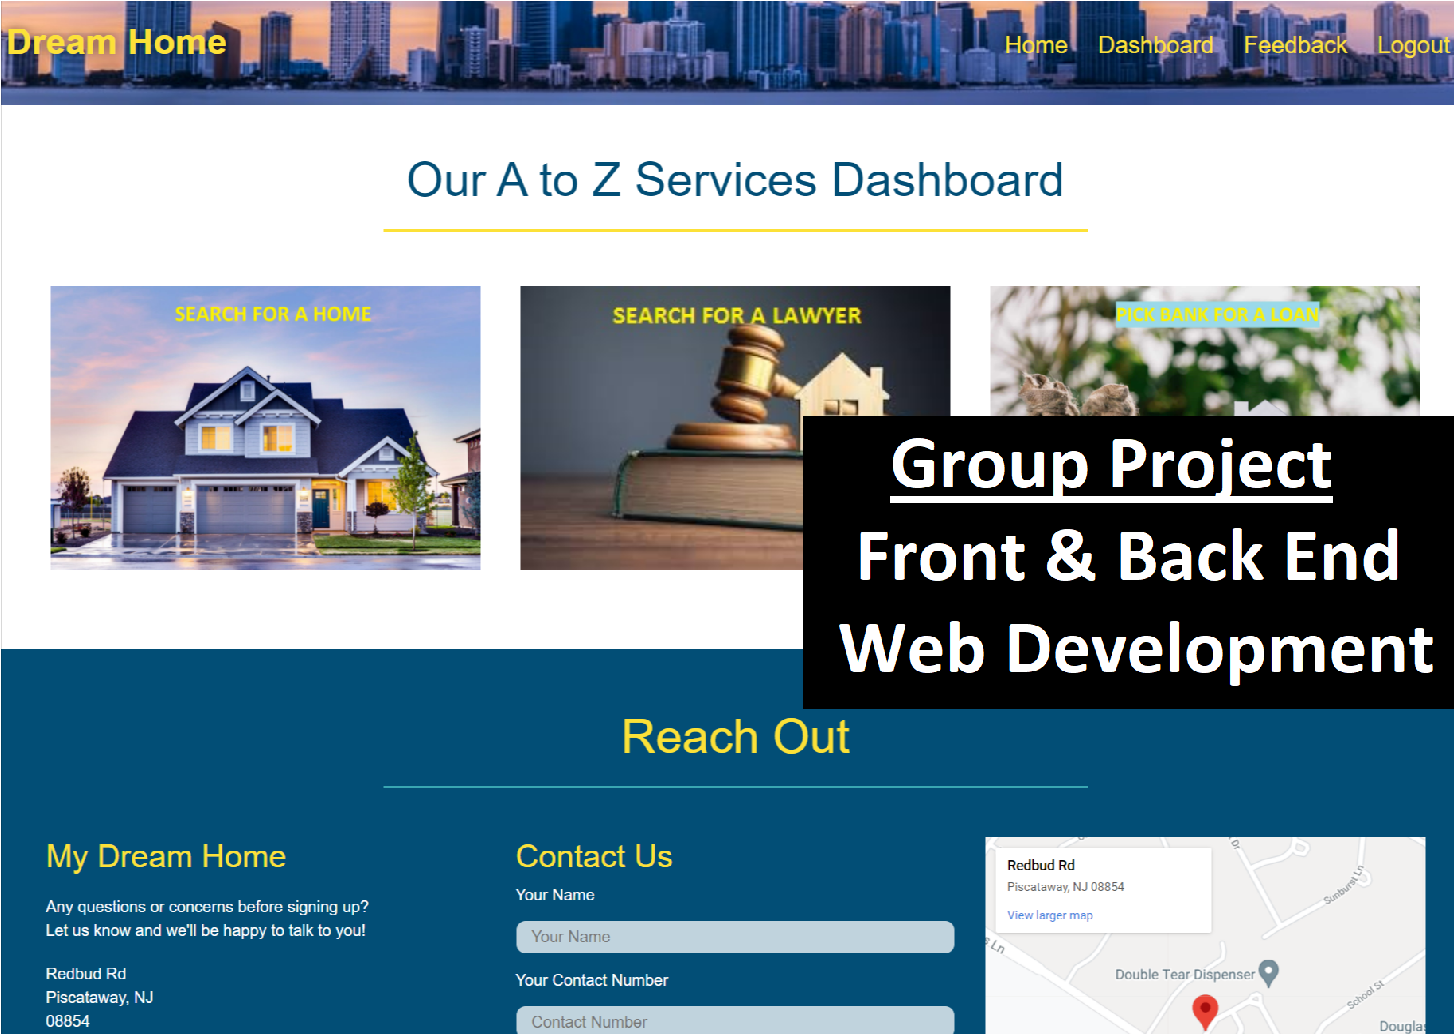 Dream Home
Home Dashboard Feedback Logout
Our A to Z Services Dashboard
SEARCH FOR A HOME
SEARCH FOR A LAWYER
PICK BANK FOR A LOAN
Group Project
Front & Back End
Web Development
Reach Out
My Dream Home
Any questions or concerns before signing up?
Let us know and we'll be happy to talk to you!
Redbud Rd
Piscataway, NJ
08854
Contact Us
Your Name
Your Name
Your Contact Number
Contact Number
Redbud Rd
Piscataway, NJ 08854
View larger map
Dr
Sunburst Ln
s Ln
Double Tear Dispenser
School St
Douglas